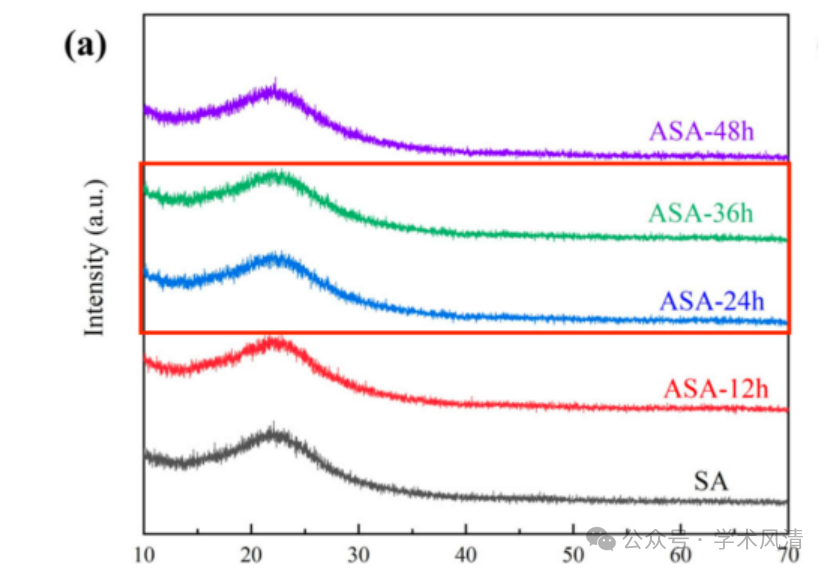 (a)
ASA-48h
ASA-36h
ASA-24h
ASA-12h
SA
Intensity (a.u.)
10 20 30 40 50 60 70
公众号 · 学术风清